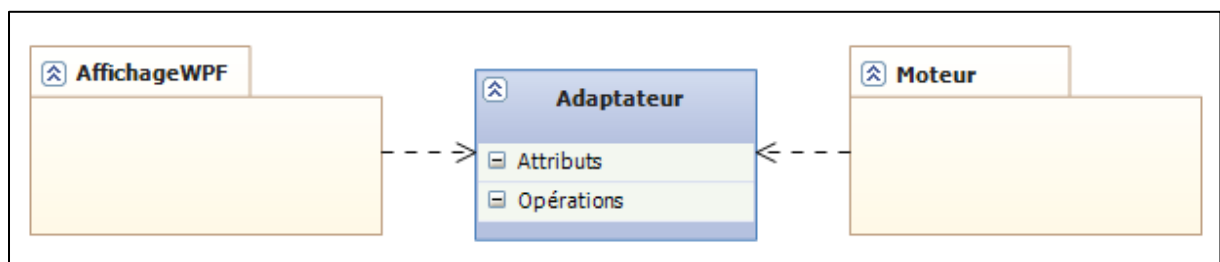 AffichageWPF
Adaptateur
Attributs
Opérations
Moteur